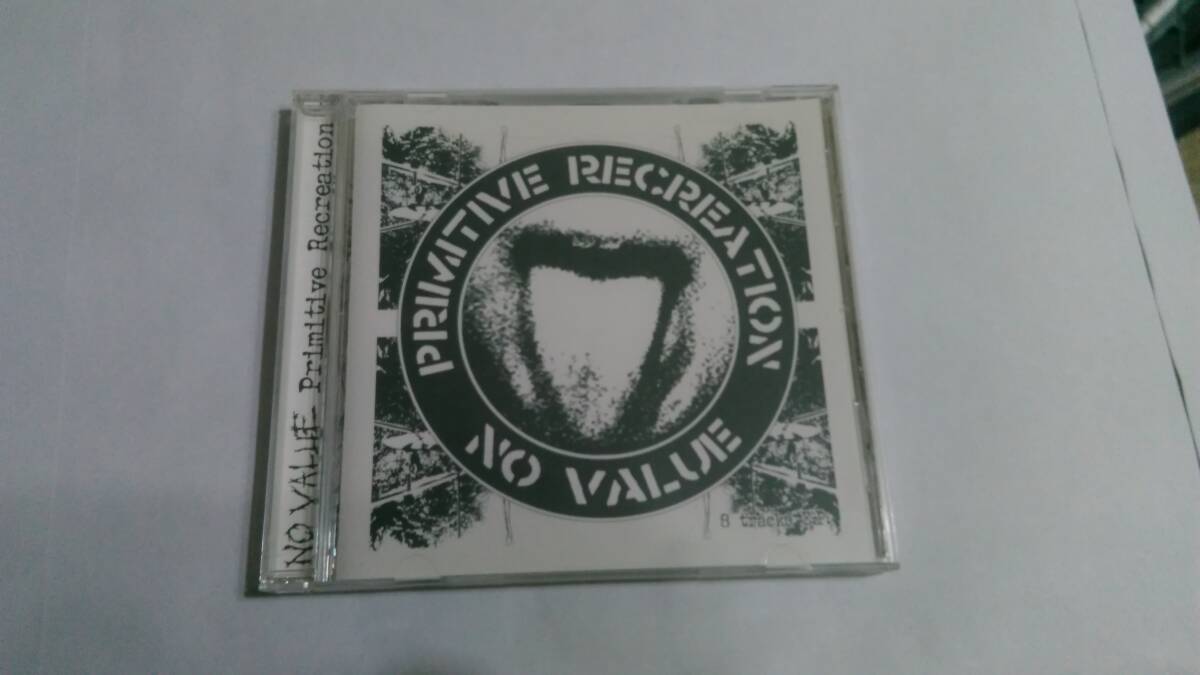 NO VALUE - Primitive Recreation
PRIMITIVE RECREATION
NO VALUE
8 tracks